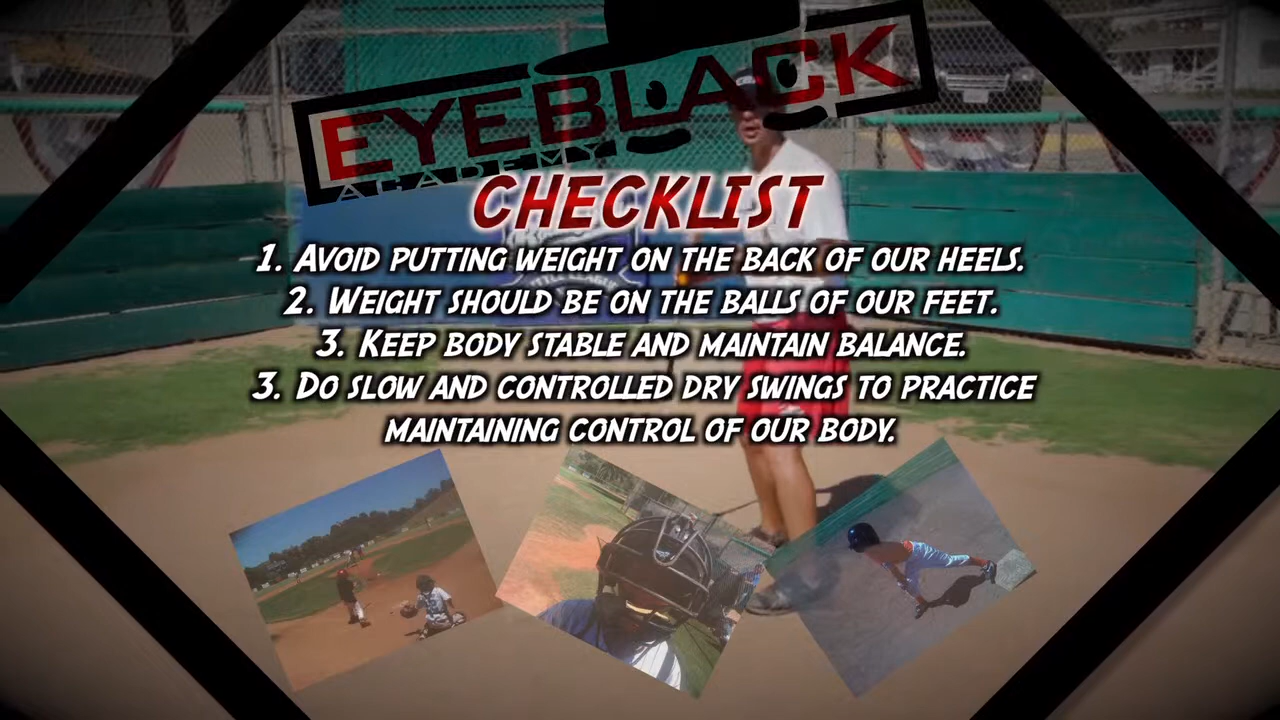 EYEBLACK
ACADEMY
CHECKLIST
1. AVOID PUTTING WEIGHT ON THE BACK OF OUR HEELS.
2. WEIGHT SHOULD BE ON THE BALLS OF OUR FEET.
3. KEEP BODY STABLE AND MAINTAIN BALANCE.
3. DO SLOW AND CONTROLLED DRY SWINGS TO PRACTICE
MAINTAINING CONTROL OF OUR BODY.